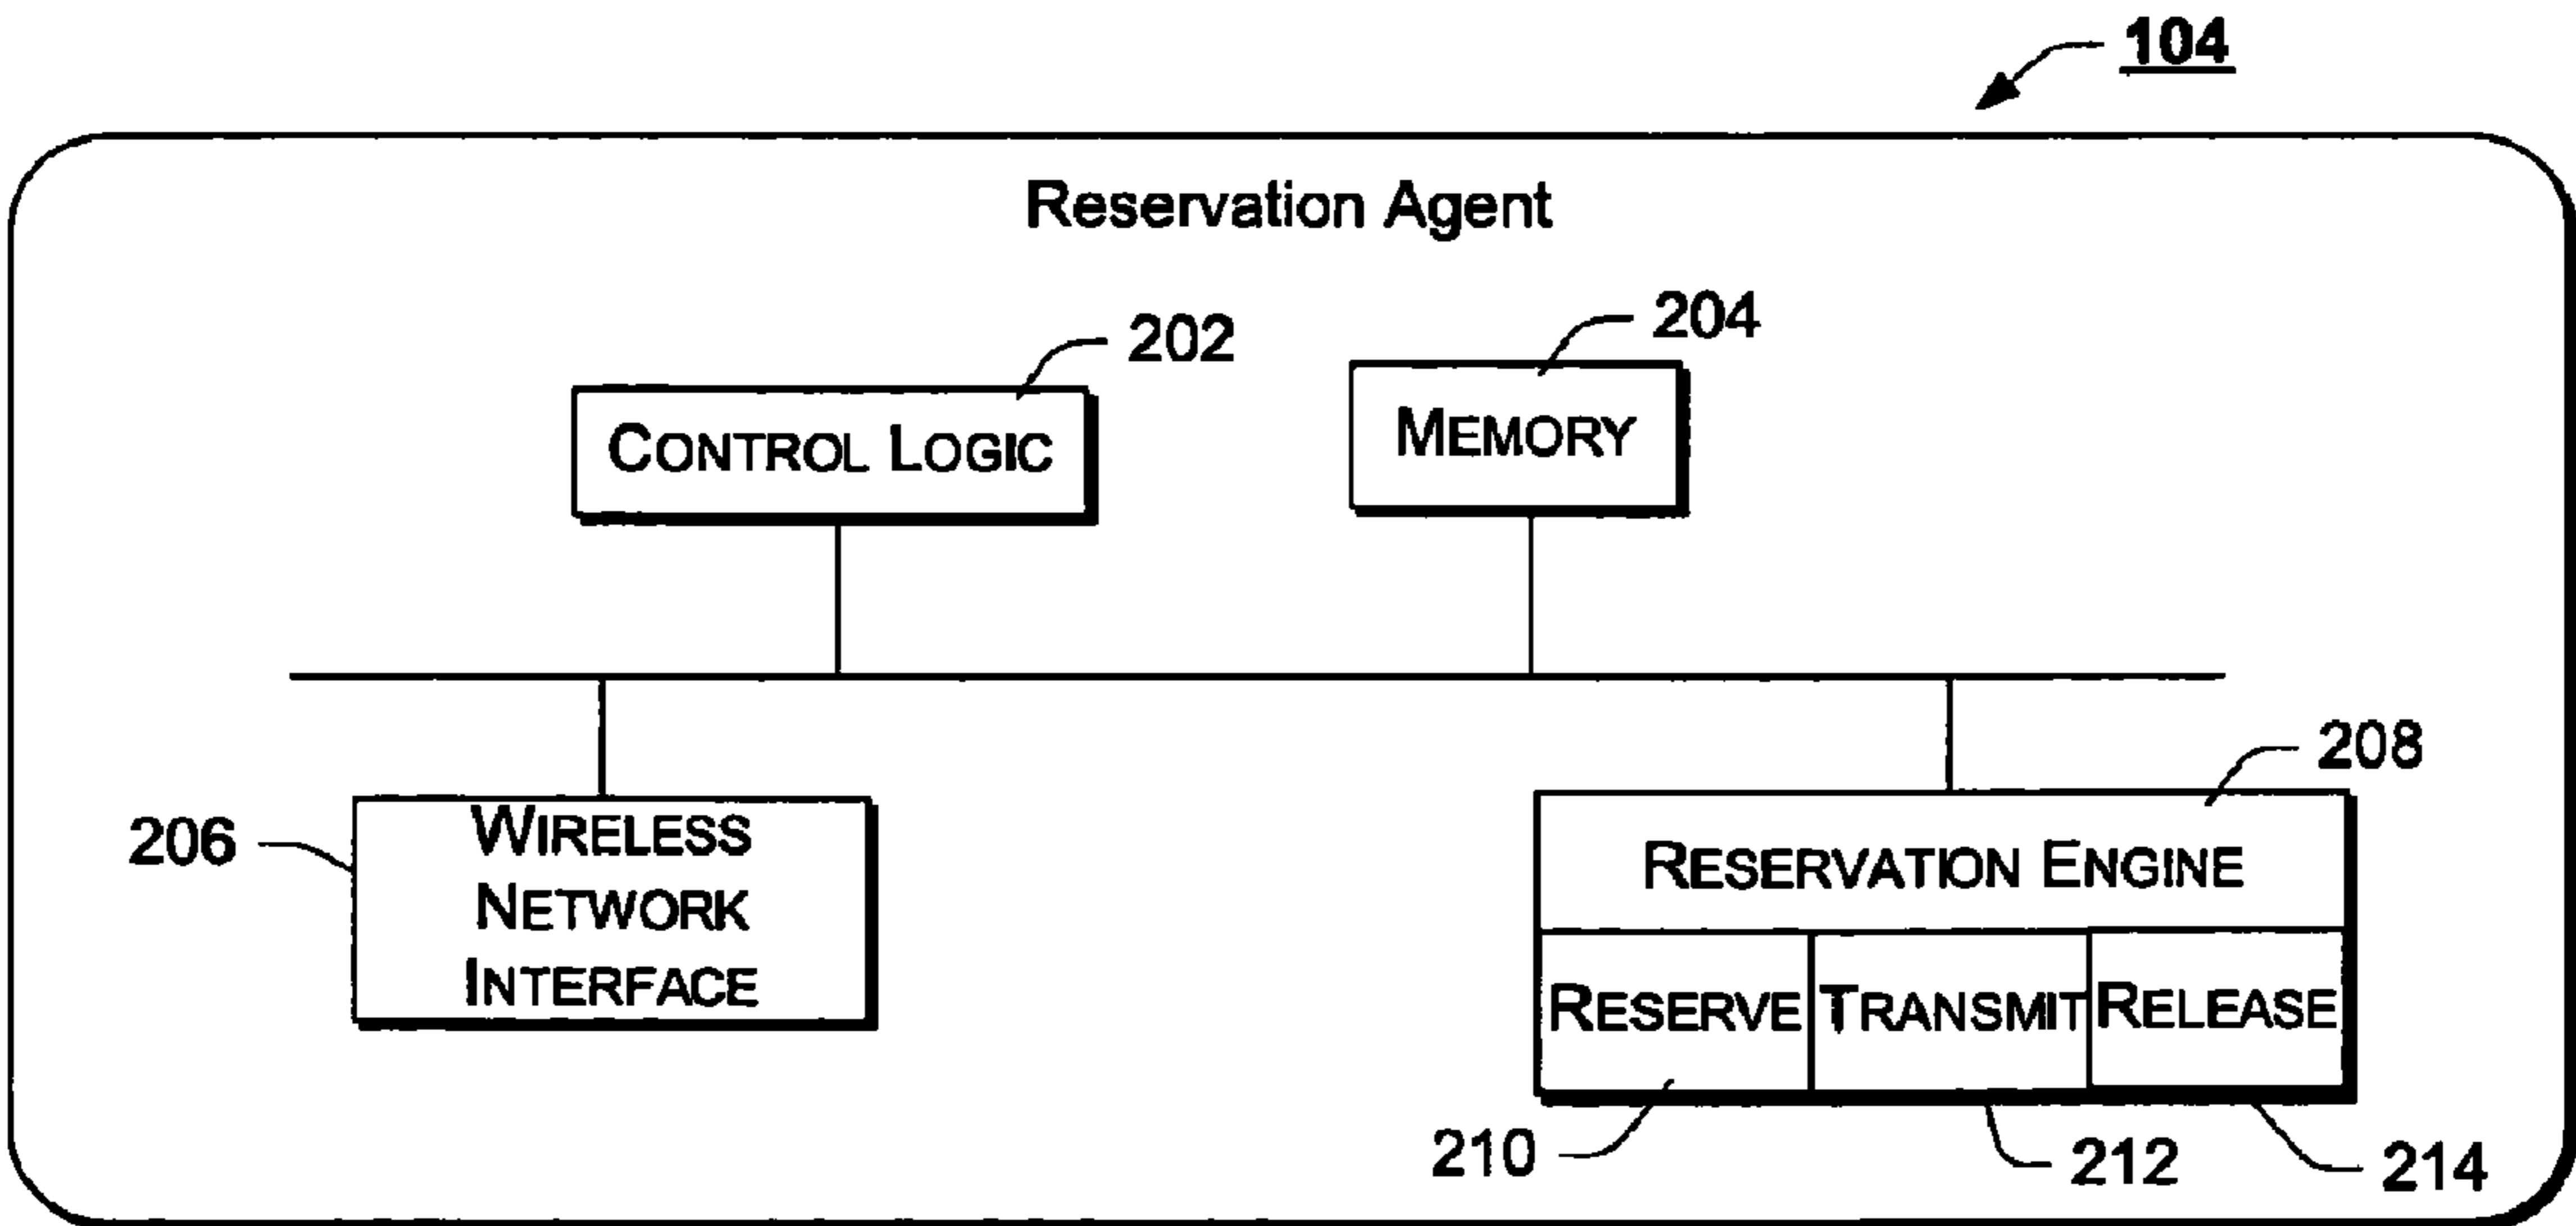 104
Reservation Agent
202
204
CONTROL LOGIC
MEMORY
208
206
WIRELESS
NETWORK
INTERFACE
RESERVATION ENGINE
RESERVE TRANSMIT RELEASE
210
212
214